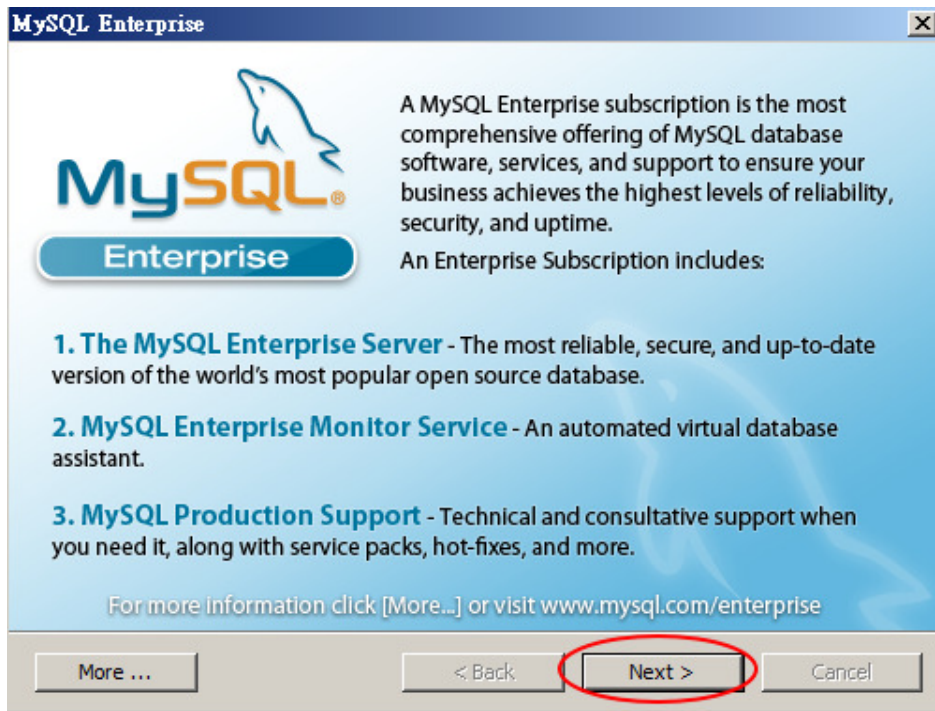 MySQL Enterprise
MySQL®
Enterprise
A MySQL Enterprise subscription is the most
comprehensive offering of MySQL database
software, services, and support to ensure your
business achieves the highest levels of reliability,
security, and uptime.
An Enterprise Subscription includes:
1. The MySQL Enterprise Server - The most reliable, secure, and up-to-date
version of the world's most popular open source database.
2. MySQL Enterprise Monitor Service - An automated virtual database
assistant.
3. MySQL Production Support - Technical and consultative support when
you need it, along with service packs, hot-fixes, and more.
For more information click [More...] or visit www.mysql.com/enterprise
More ...
< Back
Next >
Cancel